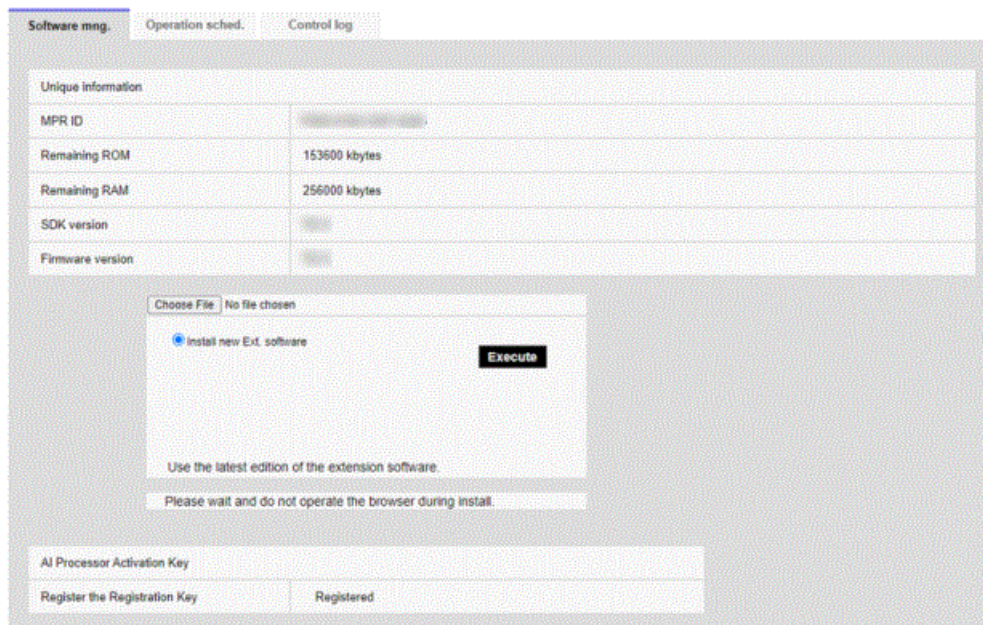 Software mng. Operation sched. Control log
Unique information
MPR ID
Remaining ROM 153600 kbytes
Remaining RAM 256000 kbytes
SDK version
Firmware version
Choose File No file chosen
Install new Ext. software
Execute
Use the latest edition of the extension software.
Please wait and do not operate the browser during install.
AI Processor Activation Key
Register the Registration Key Registered